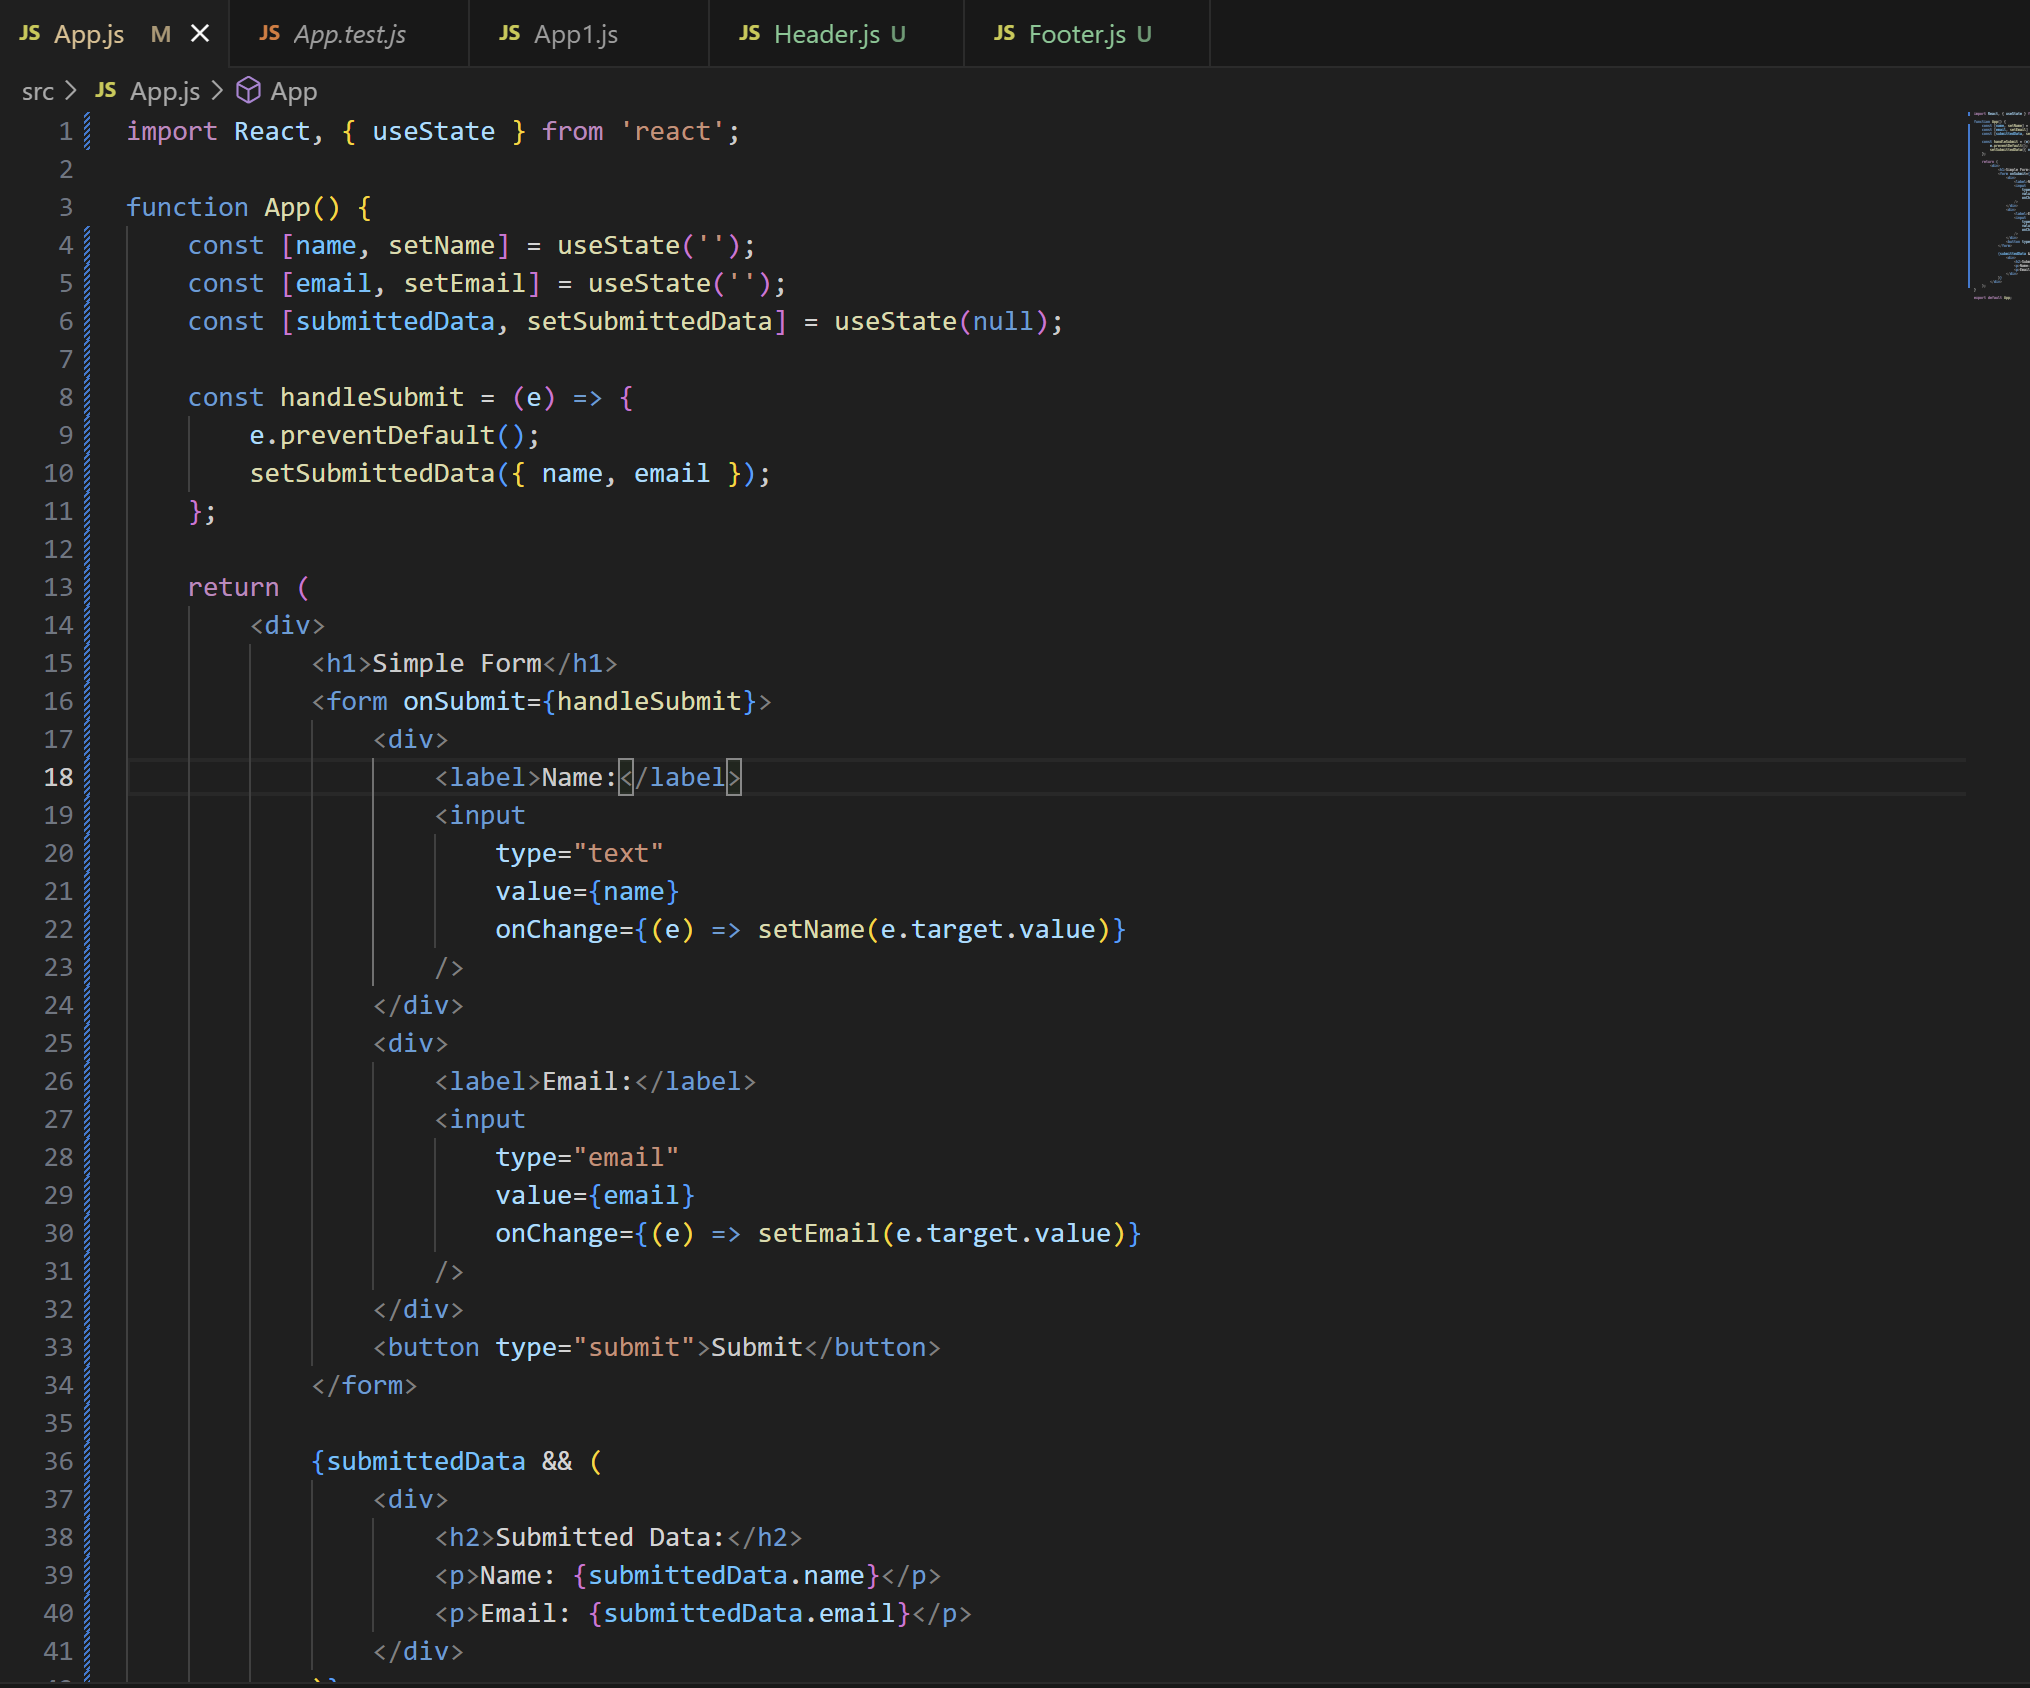 JS App.js M JS App.test.js JS App1.js JS Header.js U JS Footer.js U
src > JS App.js > App
1 import React, { useState } from 'react';
2
3 function App() {
4     const [name, setName] = useState('');
5     const [email, setEmail] = useState('');
6     const [submittedData, setSubmittedData] = useState(null);
7
8     const handleSubmit = (e) => {
9         e.preventDefault();
10         setSubmittedData({ name, email });
11     };
12
13     return (
14         <div>
15             <h1>Simple Form</h1>
16             <form onSubmit={handleSubmit}>
17                 <div>
18                     <label>Name:</label>
19                     <input
20                         type="text"
21                         value={name}
22                         onChange={(e) => setName(e.target.value)}
23                     />
24                 </div>
25                 <div>
26                     <label>Email:</label>
27                     <input
28                         type="email"
29                         value={email}
30                         onChange={(e) => setEmail(e.target.value)}
31                     />
32                 </div>
33                 <button type="submit">Submit</button>
34             </form>
35
36             {submittedData && (
37                 <div>
38                     <h2>Submitted Data:</h2>
39                     <p>Name: {submittedData.name}</p>
40                     <p>Email: {submittedData.email}</p>
41                 </div>